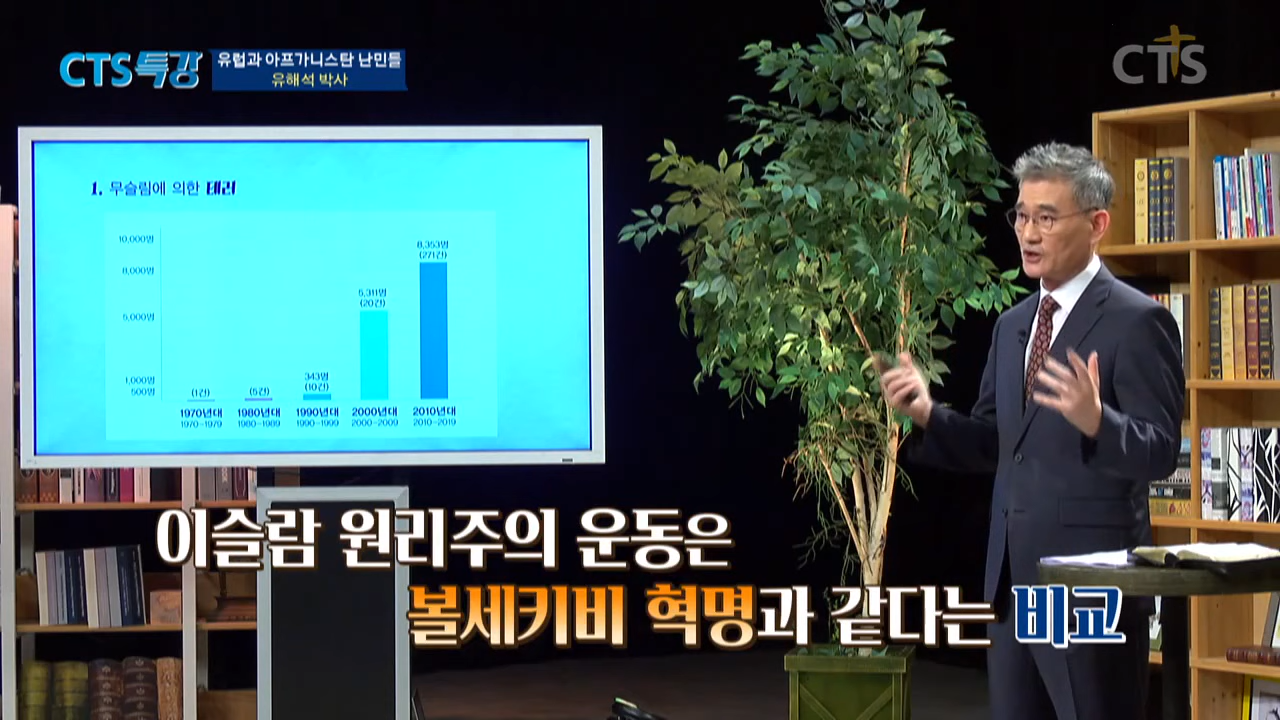 CTS특강
유럽과 아프가니스탄 난민들
유해석 박사
CTS
1. 무슬림에 의한 테러
10,000명
8,000명
5,000명
1,000명
500명
(1건)
(5건)
343명
(10건)
5,311명
(20건)
8,353명
(271건)
1970년대
1970-1979
1980년대
1980-1989
1990년대
1990-1999
2000년대
2000-2009
2010년대
2010-2019
이슬람 원리주의 운동은
볼세키비 혁명과 같다는 비교